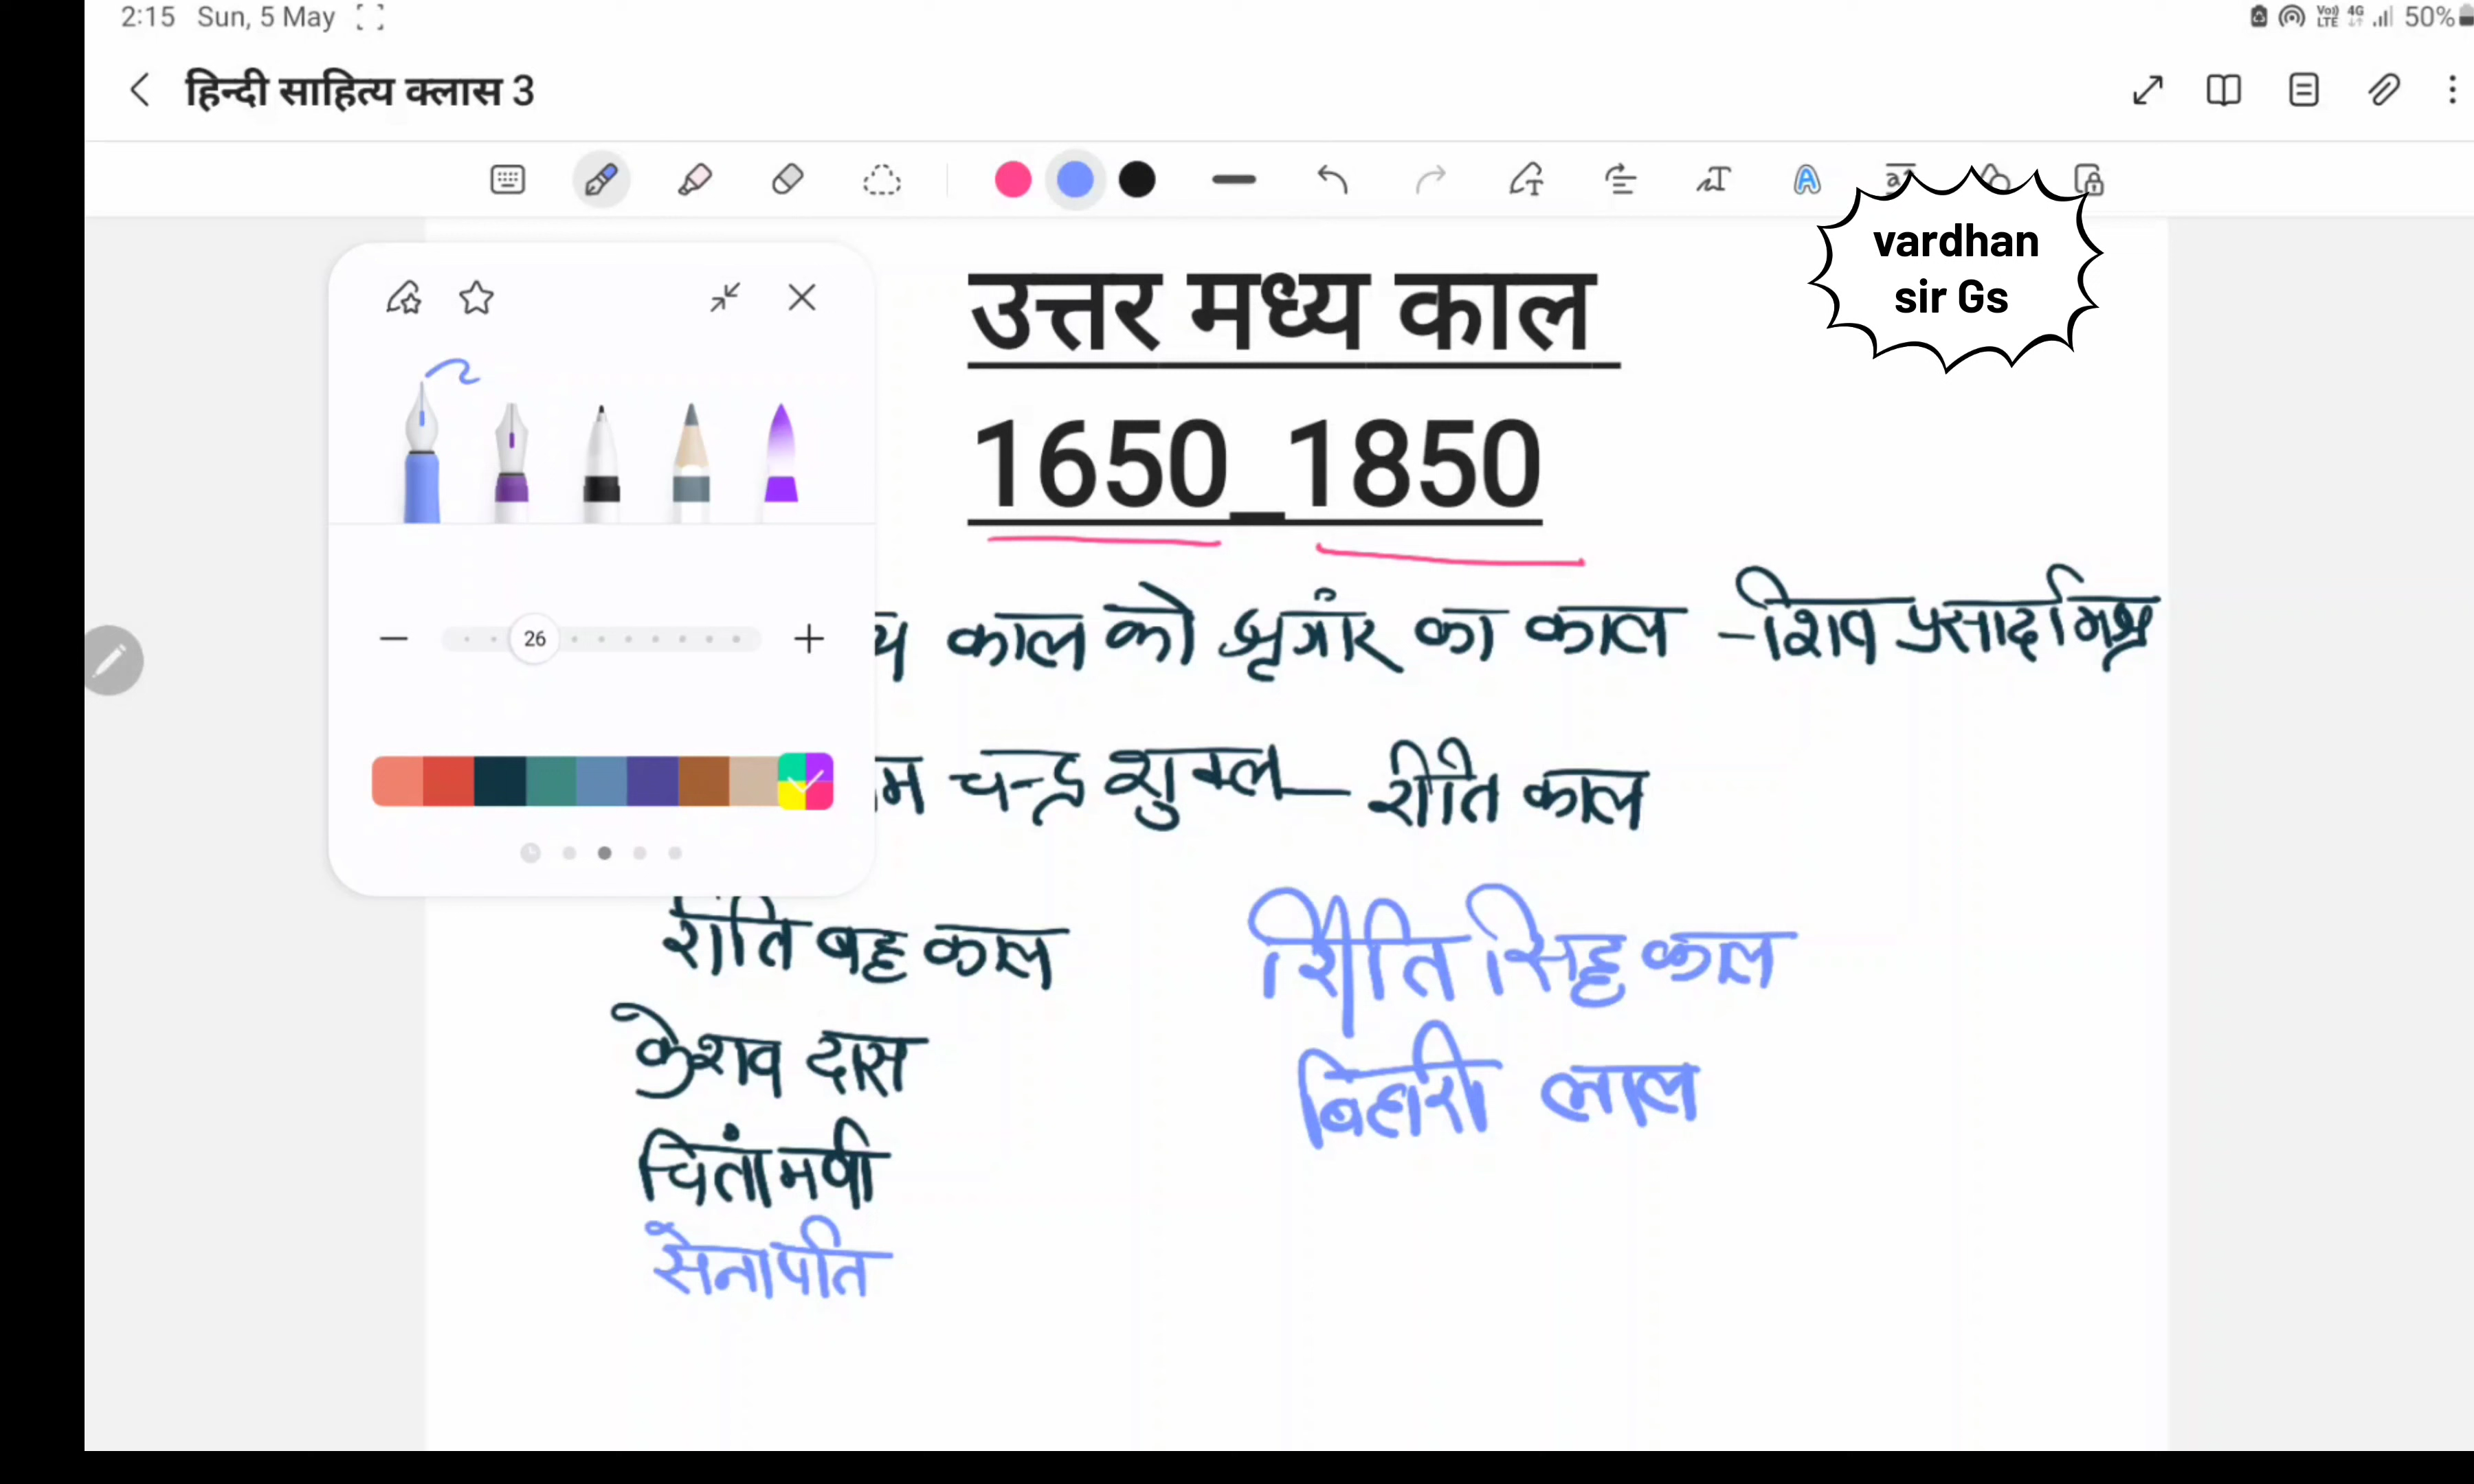 2:15 Sun, 5 May
50%
हिन्दी साहित्य क्लास 3
vardhan
sir Gs
उत्तर मध्य काल
1650_1850
26
य काल को श्रृगांर का काल – शिव प्रसाद मिश्र
म चन्द्र शुक्ल – रीति काल
रीति बद्द काल
रीति सिद्द काल
केशव दास
बिहारी लाल
चितांमणी
सेनापति